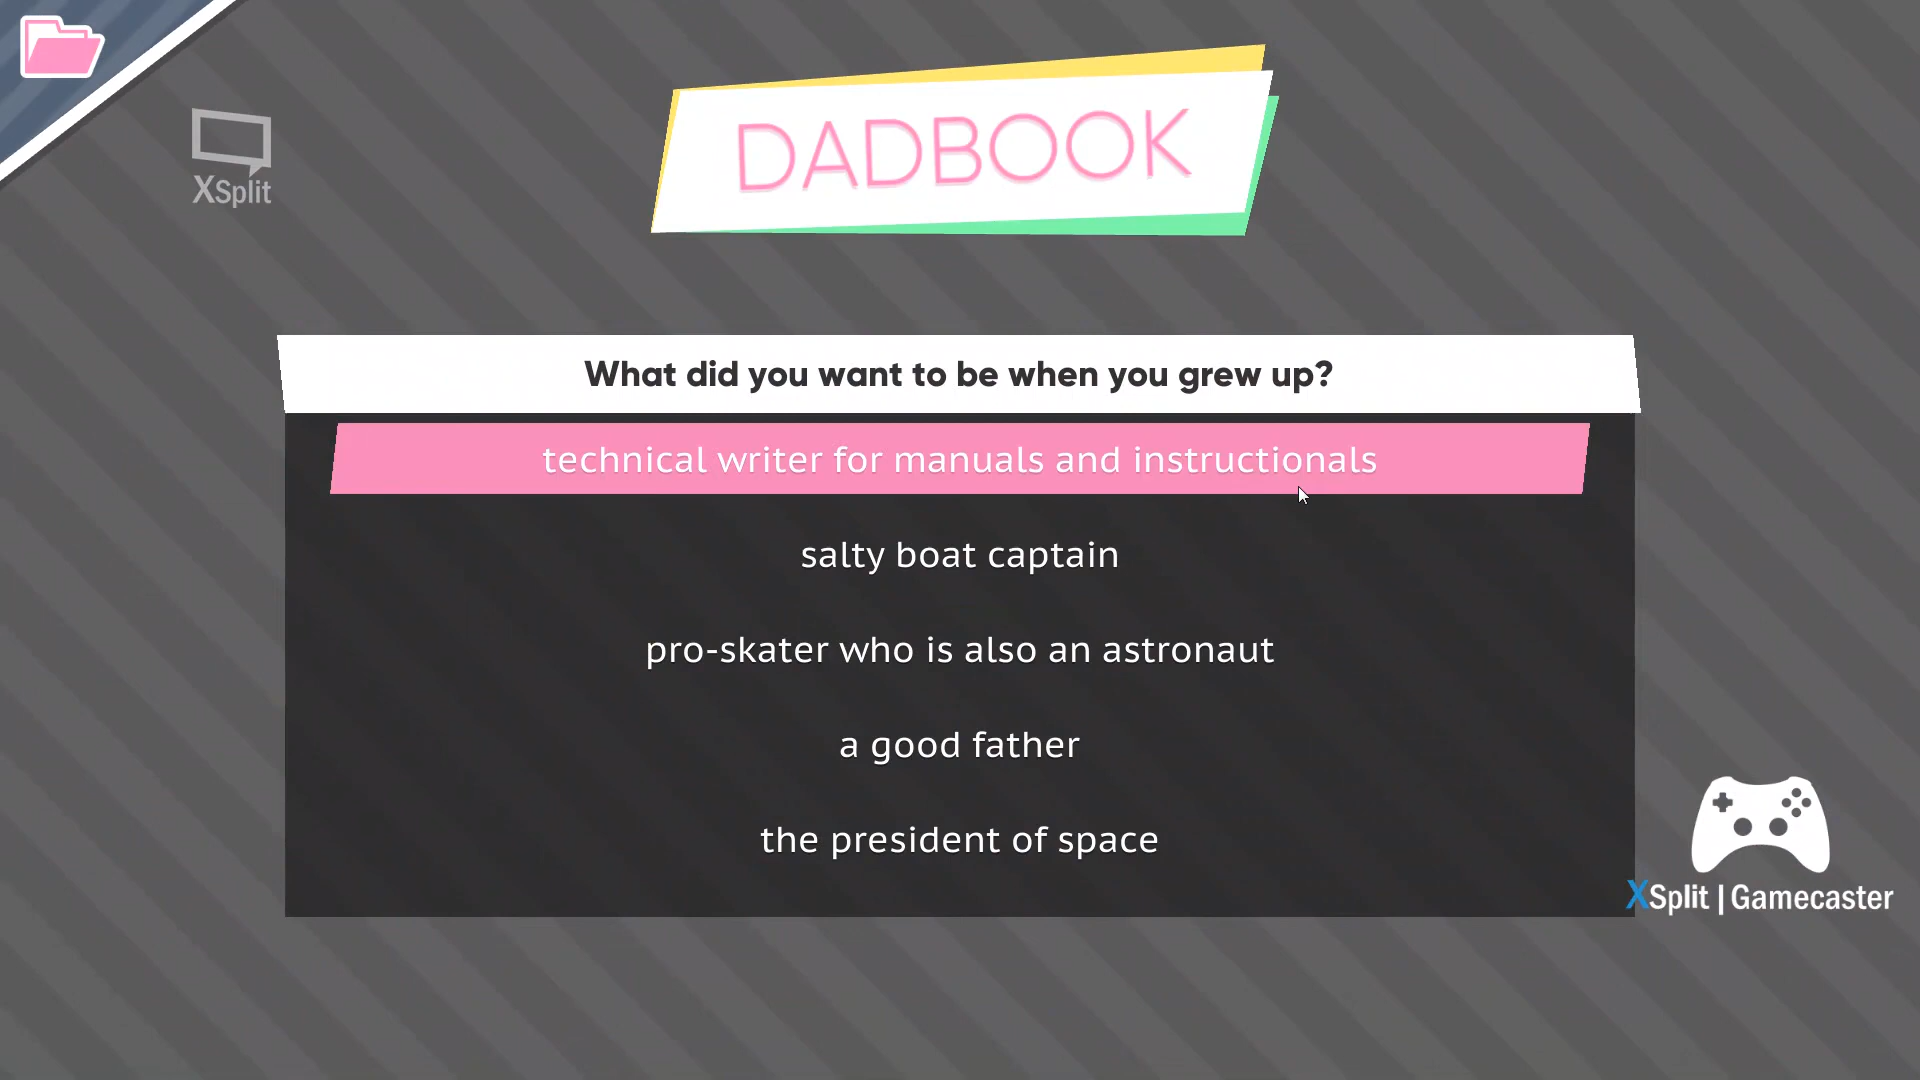 DADBOOK
XSplit
What did you want to be when you grew up?
technical writer for manuals and instructionals
salty boat captain
pro-skater who is also an astronaut
a good father
the president of space
XSplit | Gamecaster